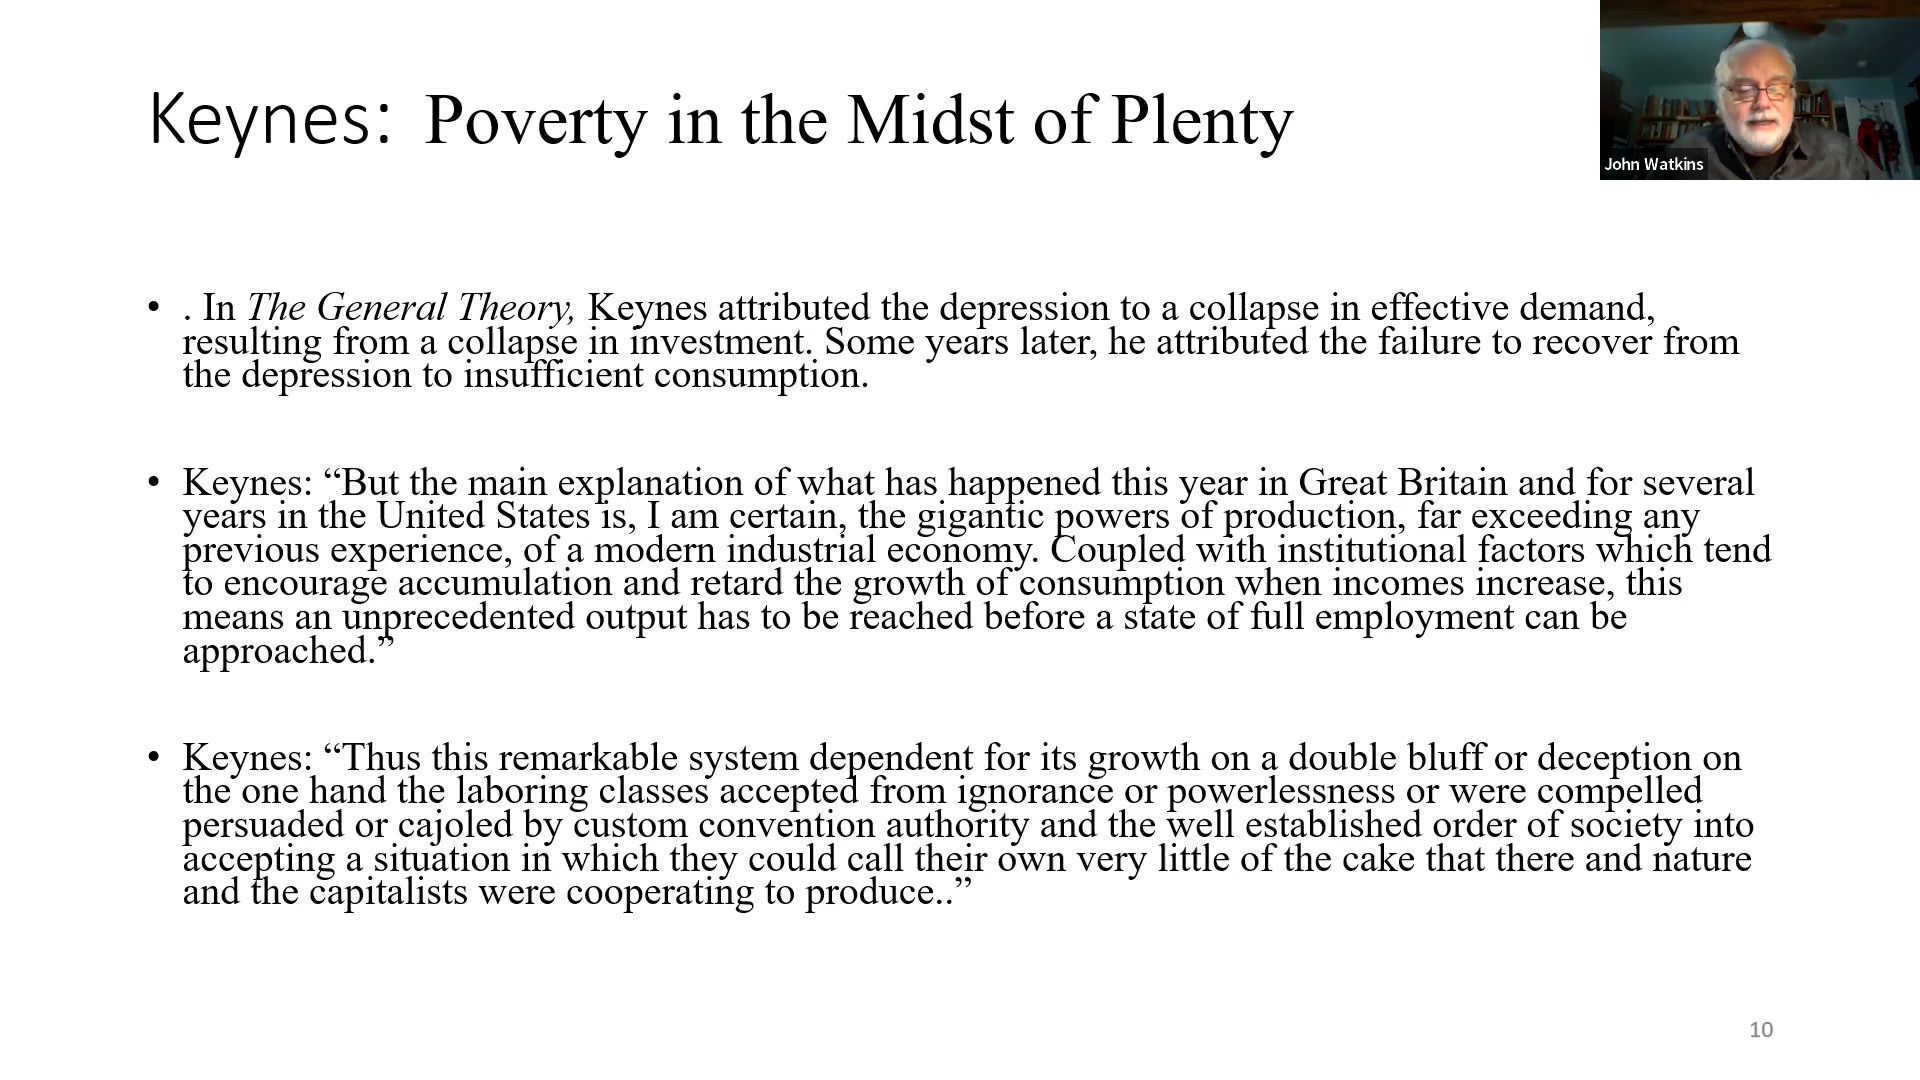 Keynes: Poverty in the Midst of Plenty
John Watkins
• . In The General Theory, Keynes attributed the depression to a collapse in effective demand,
resulting from a collapse in investment. Some years later, he attributed the failure to recover from
the depression to insufficient consumption.
• Keynes: “But the main explanation of what has happened this year in Great Britain and for several
years in the United States is, I am certain, the gigantic powers of production, far exceeding any
previous experience, of a modern industrial economy. Coupled with institutional factors which tend
to encourage accumulation and retard the growth of consumption when incomes increase, this
means an unprecedented output has to be reached before a state of full employment can be
approached.”
• Keynes: “Thus this remarkable system dependent for its growth on a double bluff or deception on
the one hand the laboring classes accepted from ignorance or powerlessness or were compelled
persuaded or cajoled by custom convention authority and the well established order of society into
accepting a situation in which they could call their own very little of the cake that there and nature
and the capitalists were cooperating to produce..”
10